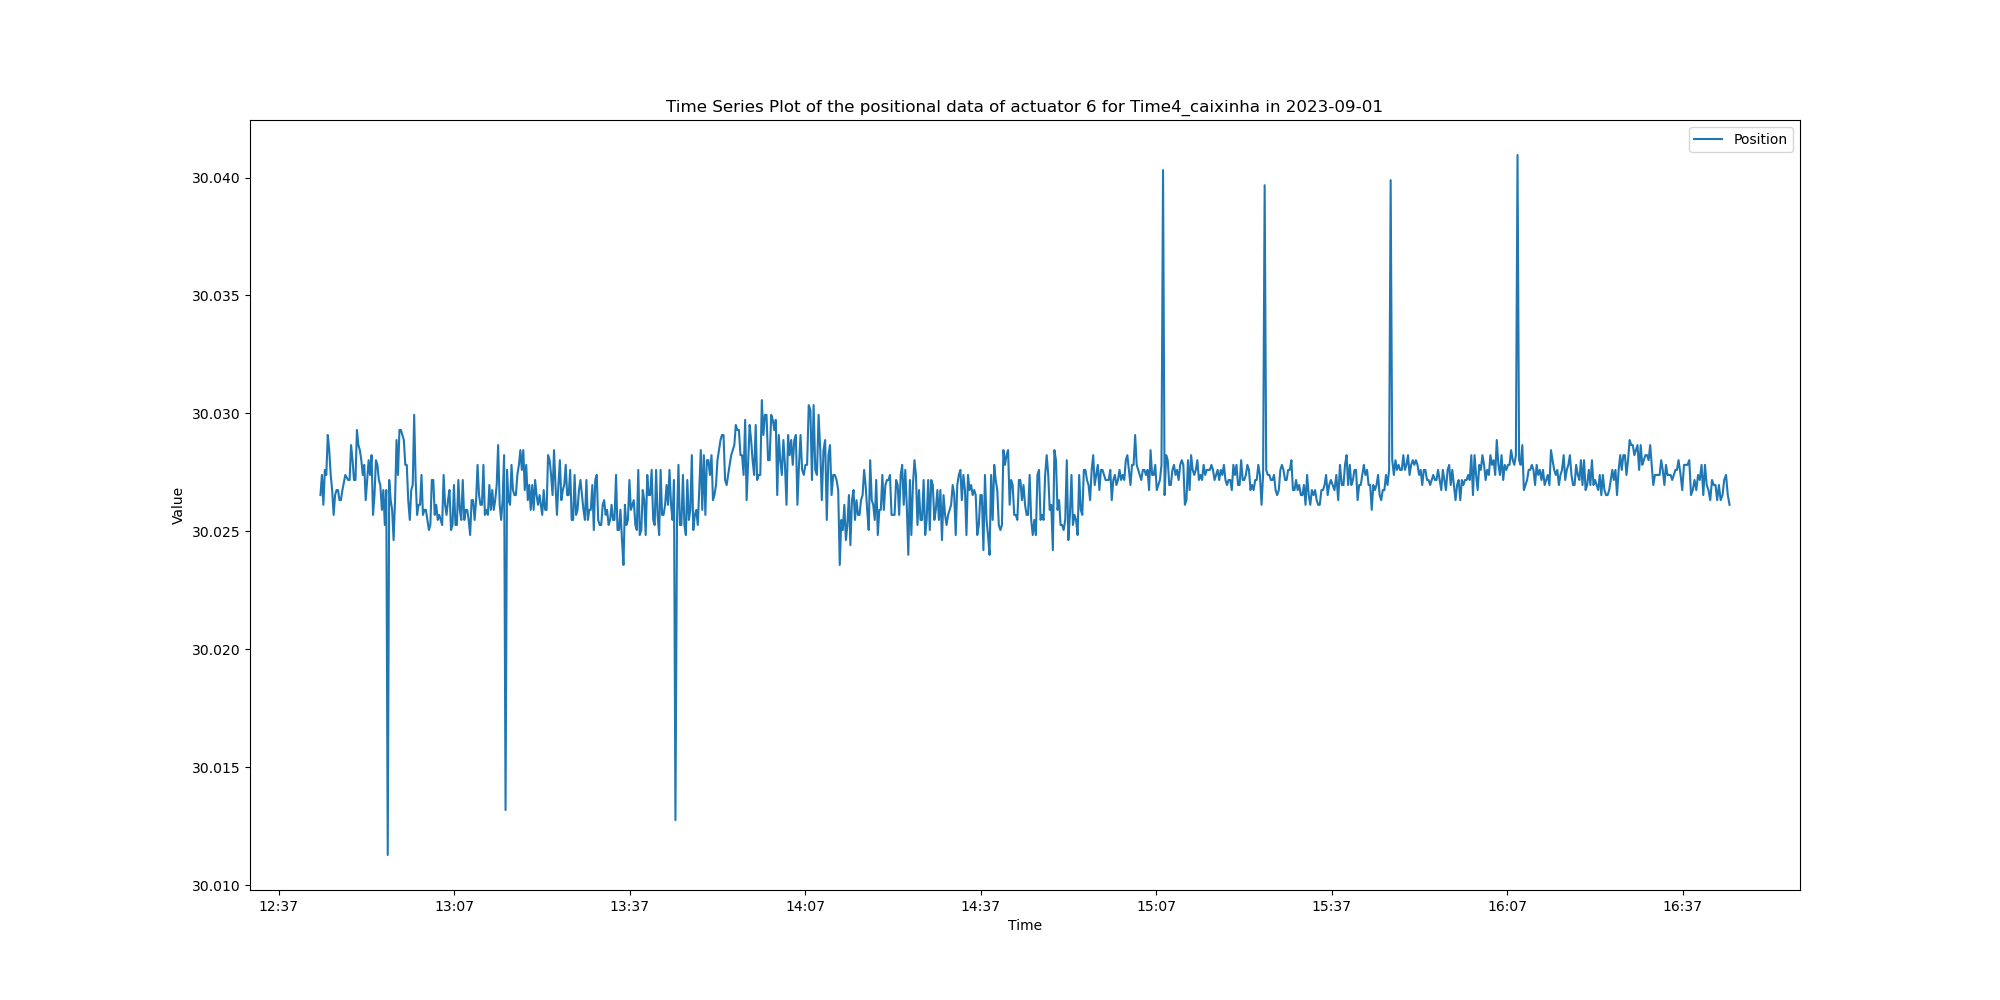 Time Series Plot of the positional data of actuator 6 for Time4_caixinha in 2023-09-01
Position
30.040
30.035
30.030
30.025
30.020
30.015
30.010
Value
12:37 13:07 13:37 14:07 14:37 15:07 15:37 16:07 16:37
Time